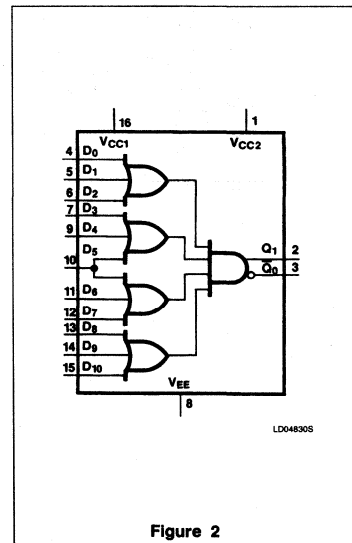 16
1
VCC1
VCC2
4 D0
5 D1
6 D2
7 D3
9 D4
D5
10
11 D6
12 D7
13 D8
14 D9
15 D10
Q1 2
Q̅0 3
VEE
8
LD04830S
Figure 2